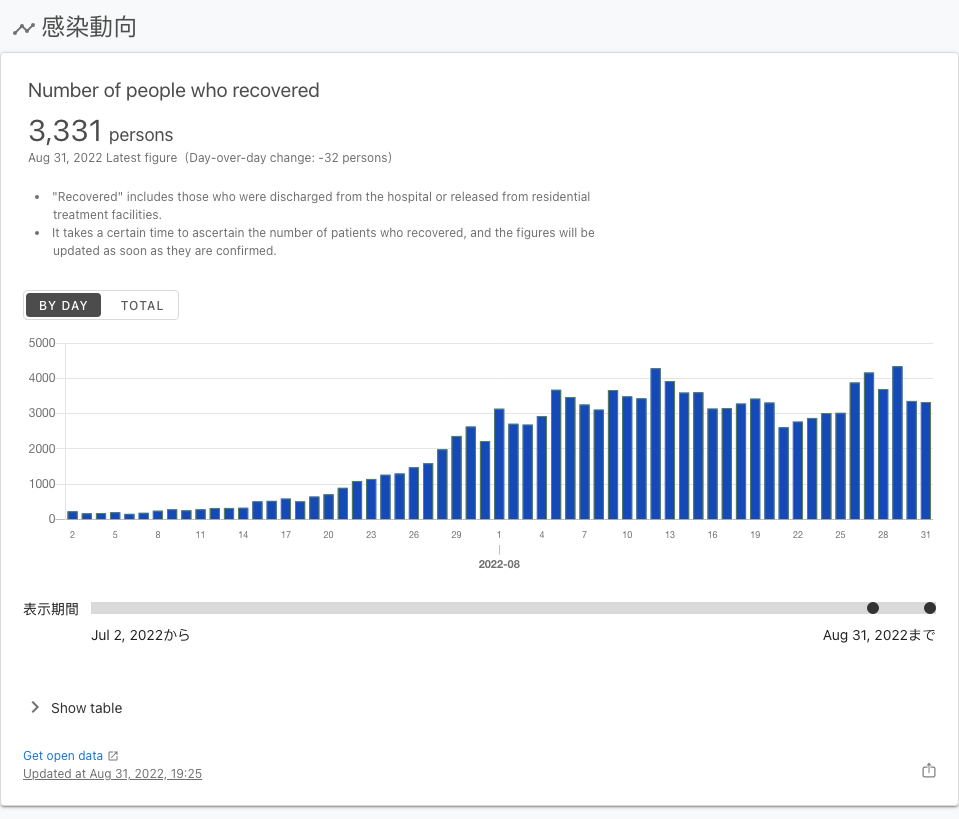 感染動向
Number of people who recovered
3,331 persons
Aug 31, 2022 Latest figure (Day-over-day change: -32 persons)
• "Recovered" includes those who were discharged from the hospital or released from residential
treatment facilities.
• It takes a certain time to ascertain the number of patients who recovered, and the figures will be
updated as soon as they are confirmed.
BY DAY TOTAL
5000
4000
3000
2000
1000
0
2 5 8 11 14 17 20 23 26 29 1 4 7 10 13 16 19 22 25 28 31
2022-08
表示期間
Jul 2, 2022から Aug 31, 2022まで
Show table
Get open data
Updated at Aug 31, 2022, 19:25